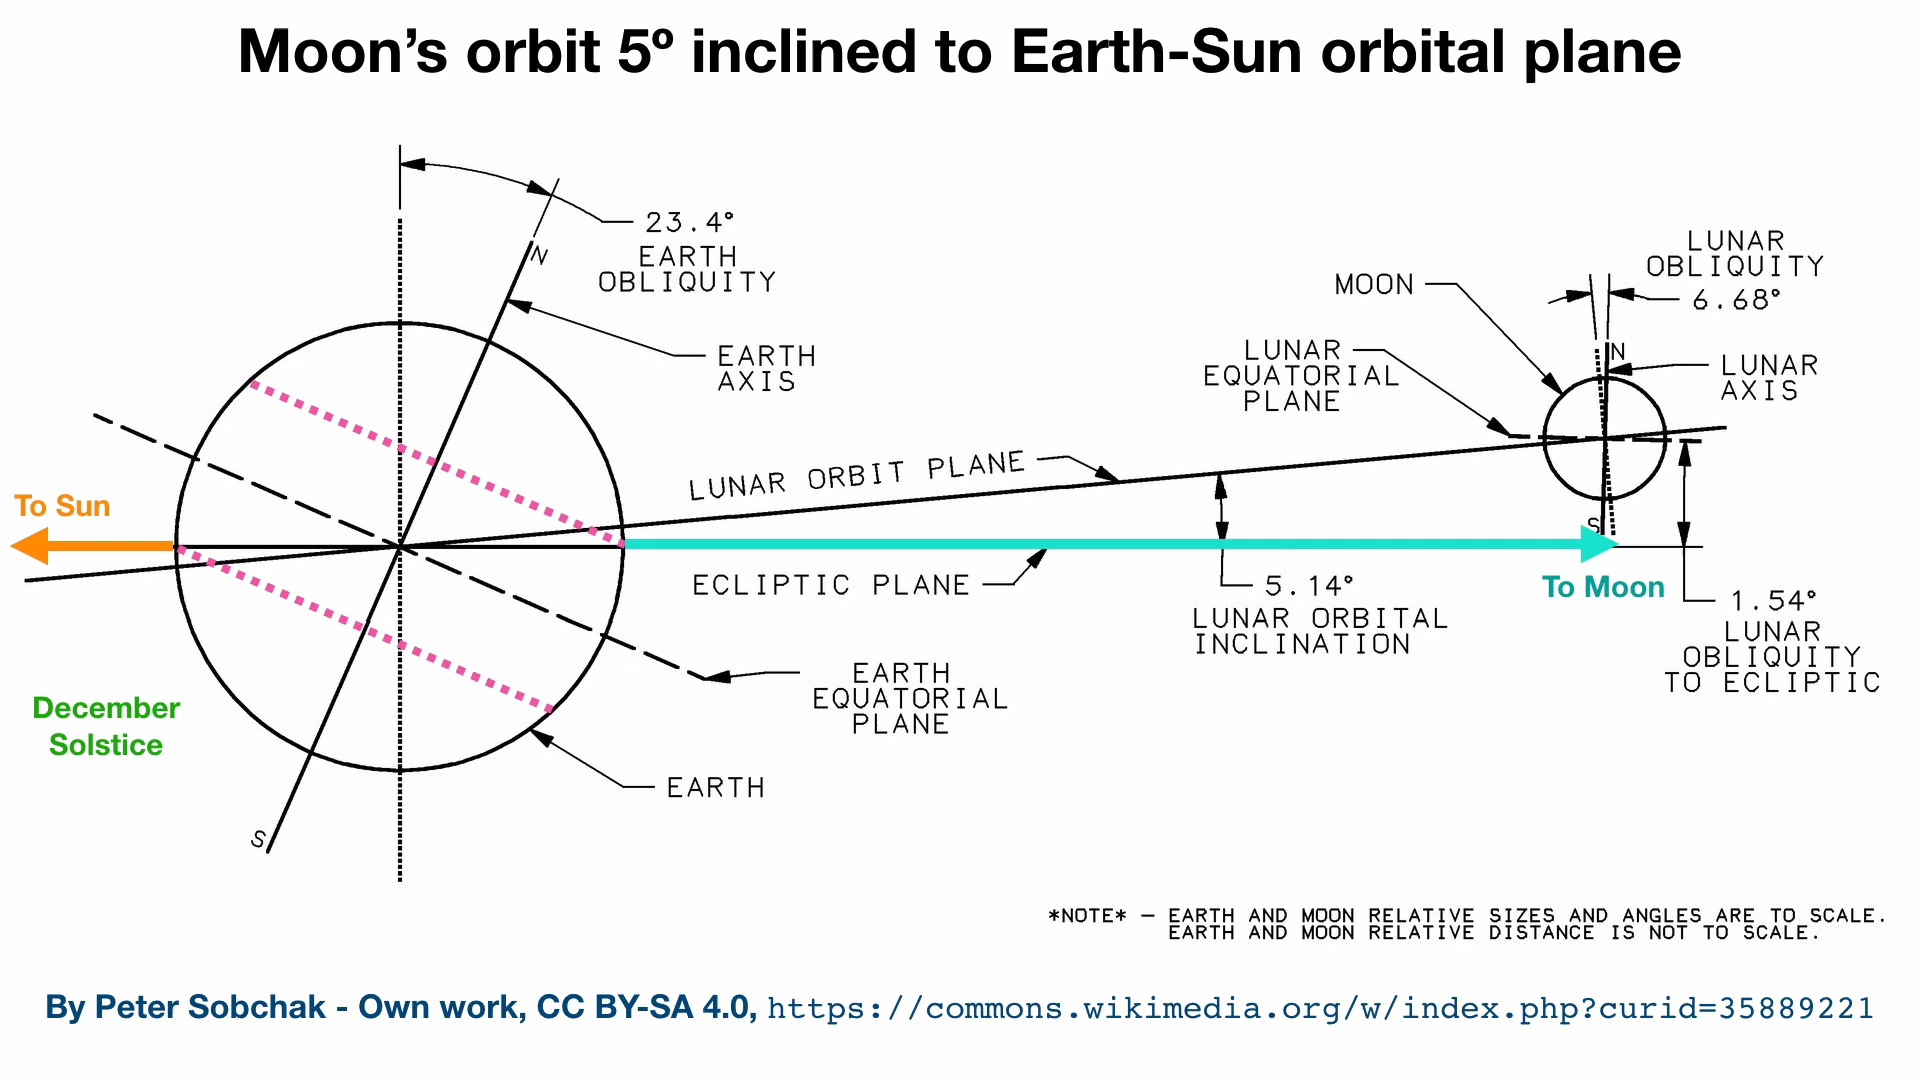 Moon’s orbit 5º inclined to Earth-Sun orbital plane
23.4°
EARTH
OBLIQUITY
N
EARTH
AXIS
MOON
LUNAR
OBLIQUITY
6.68°
LUNAR
EQUATORIAL
PLANE
N
LUNAR
AXIS
LUNAR ORBIT PLANE
To Sun
S
ECLIPTIC PLANE
5.14°
LUNAR ORBITAL
INCLINATION
To Moon
1.54°
LUNAR
OBLIQUITY
TO ECLIPTIC
EARTH
EQUATORIAL
PLANE
December
Solstice
EARTH
S
*NOTE* – EARTH AND MOON RELATIVE SIZES AND ANGLES ARE TO SCALE.
EARTH AND MOON RELATIVE DISTANCE IS NOT TO SCALE.
By Peter Sobchak - Own work, CC BY-SA 4.0, https://commons.wikimedia.org/w/index.php?curid=35889221